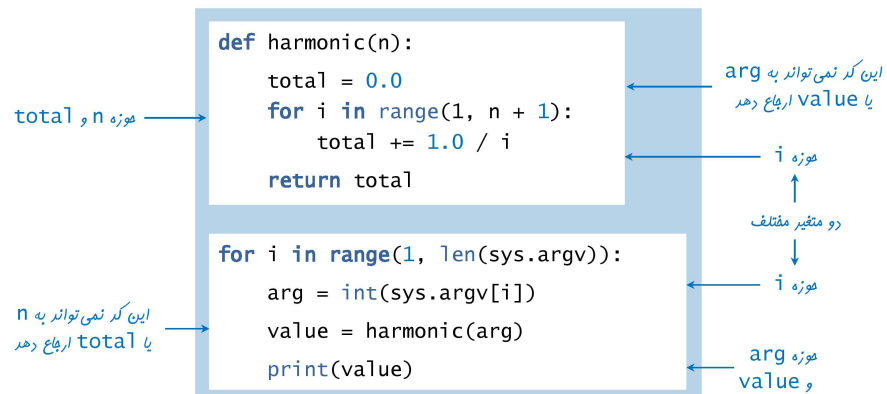 def harmonic(n):
    total = 0.0
    for i in range(1, n + 1):
        total += 1.0 / i
    return total
for i in range(1, len(sys.argv)):
    arg = int(sys.argv[i])
    value = harmonic(arg)
    print(value)
حوزه n و total
این کد نمی‌تواند به n
یا total ارجاع دهد
این کد نمی‌تواند به arg
یا value ارجاع دهد
حوزه i
دو متغیر مختلف
حوزه i
حوزه arg
و value